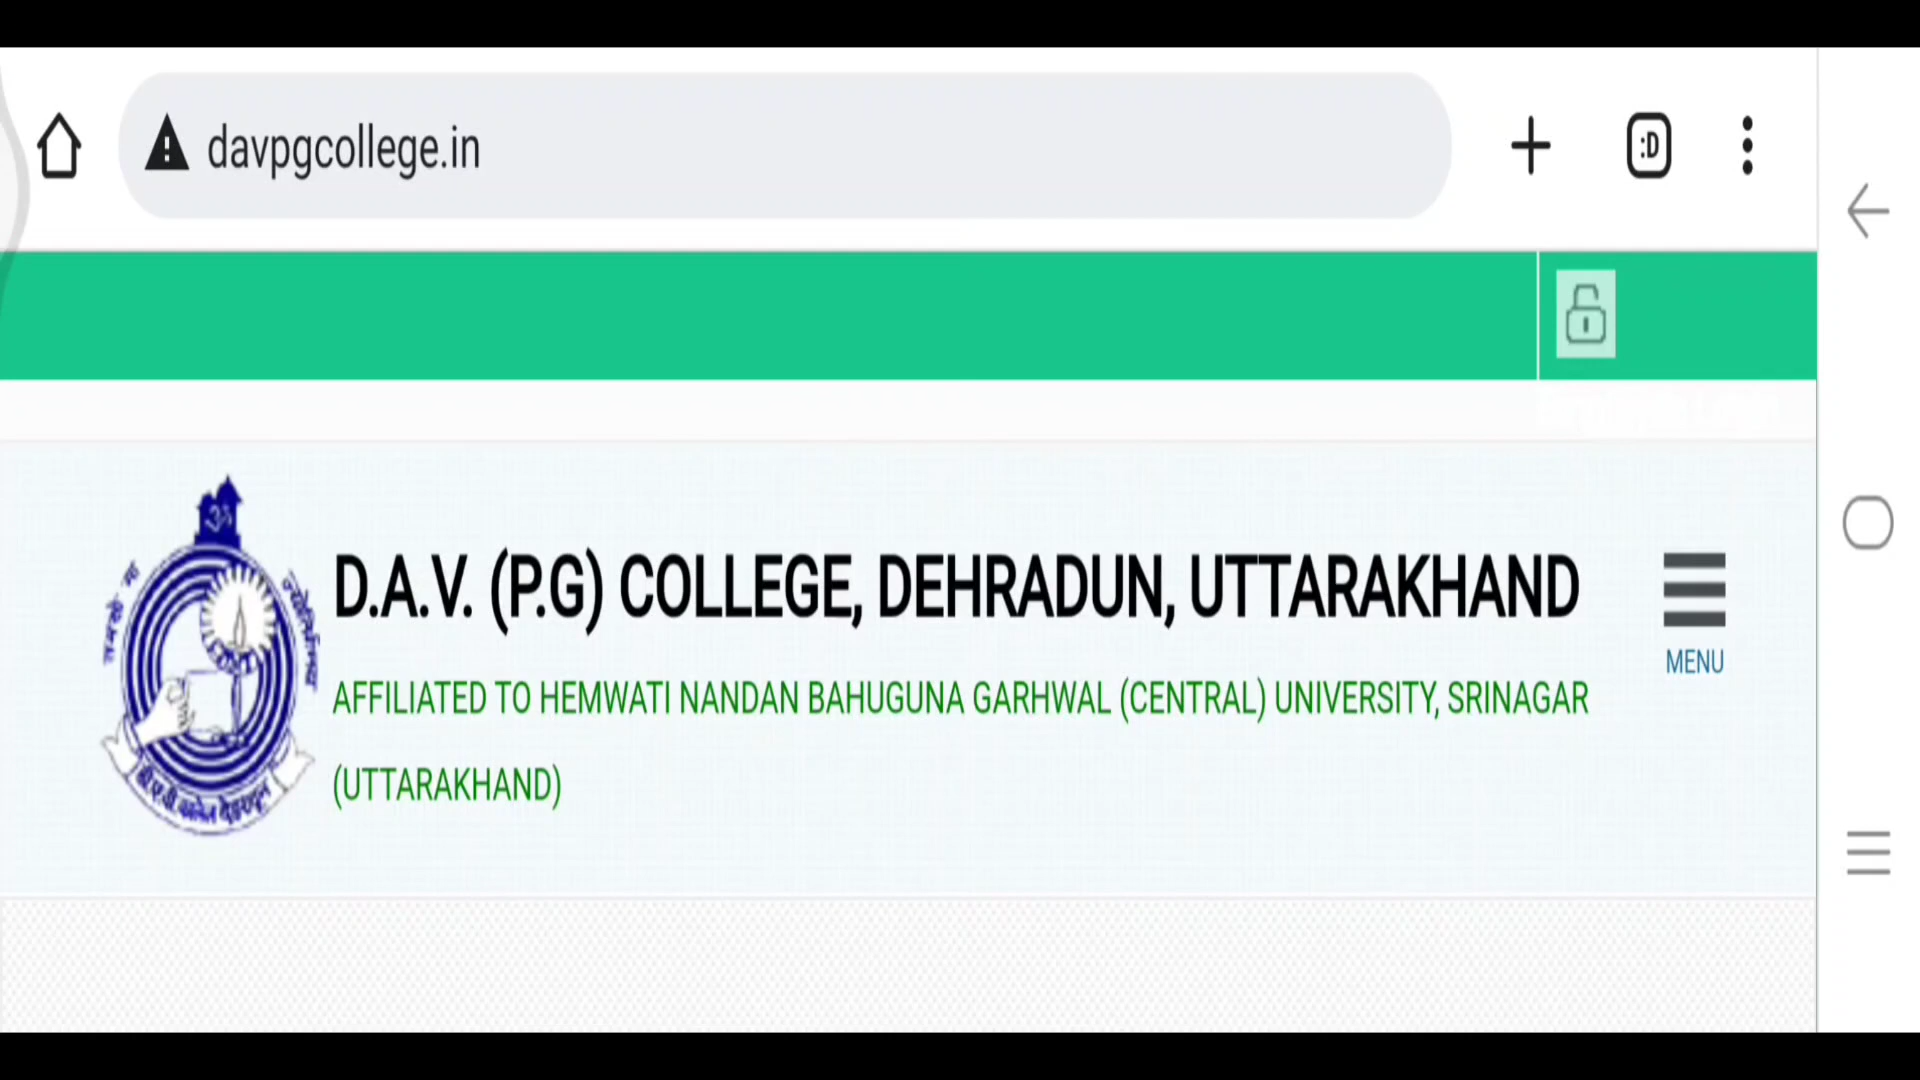 davpgcollege.in
:D
ॐ
D.A.V. (P.G) COLLEGE, DEHRADUN, UTTARAKHAND
MENU
AFFILIATED TO HEMWATI NANDAN BAHUGUNA GARHWAL (CENTRAL) UNIVERSITY, SRINAGAR
(UTTARAKHAND)